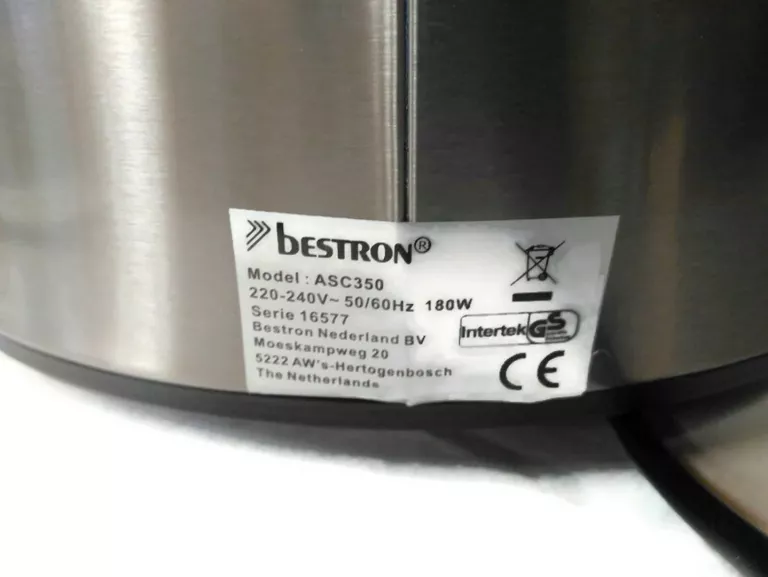 BESTRON®
Model : ASC350
220-240V~ 50/60Hz 180W
Serie 16577
Bestron Nederland BV
Moeskampweg 20
5222 AW's-Hertogenbosch
The Netherlands
Intertek GS
CE